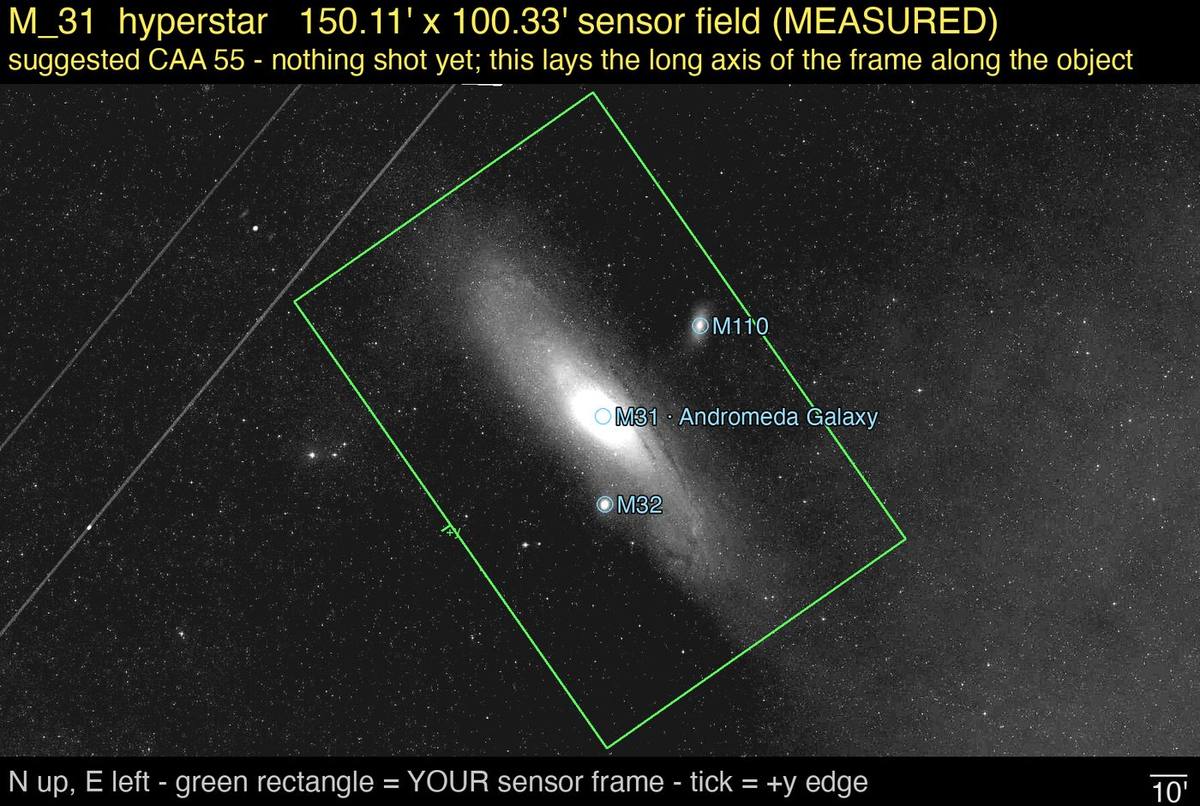 M_31 hyperstar 150.11' x 100.33' sensor field (MEASURED)
suggested CAA 55 - nothing shot yet; this lays the long axis of the frame along the object
M110
M31 · Andromeda Galaxy
M32
+y
N up, E left - green rectangle = YOUR sensor frame - tick = +y edge
10'